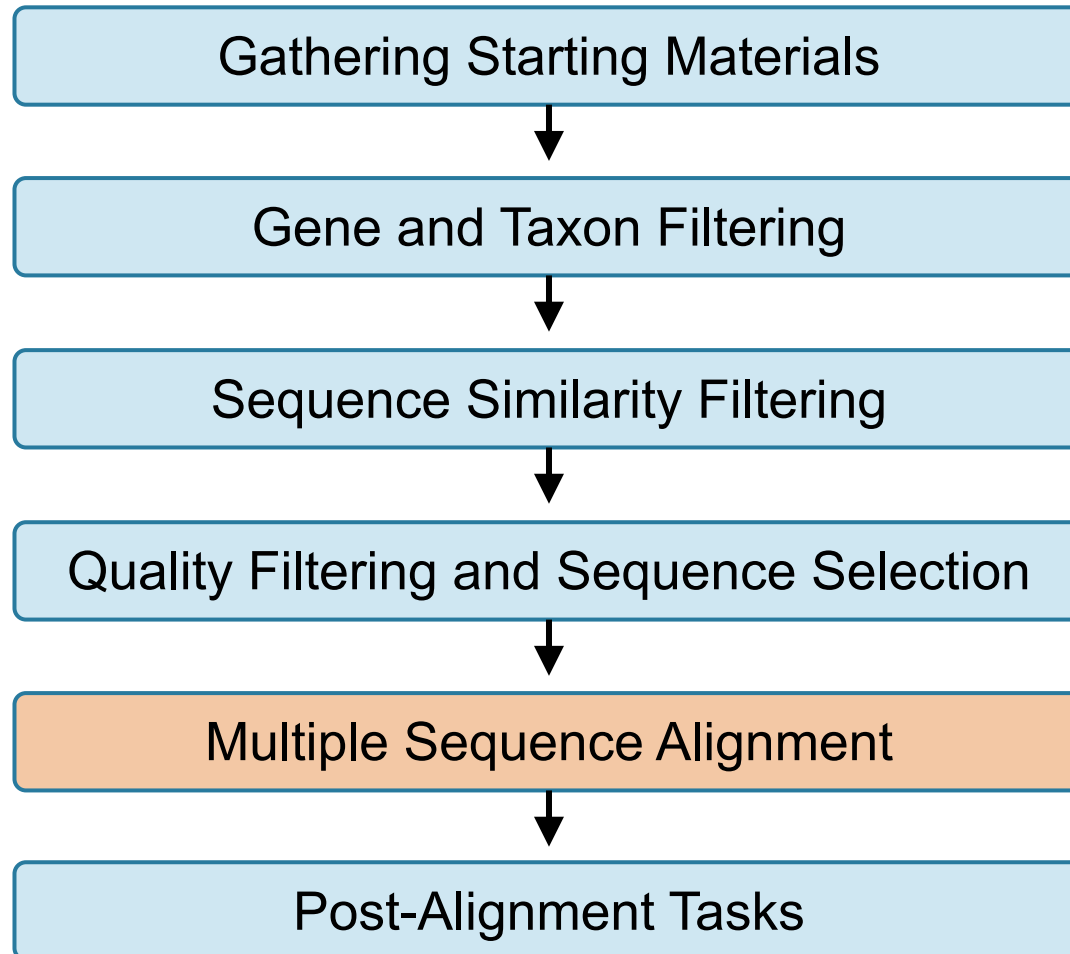 Gathering Starting Materials
Gene and Taxon Filtering
Sequence Similarity Filtering
Quality Filtering and Sequence Selection
Multiple Sequence Alignment
Post-Alignment Tasks